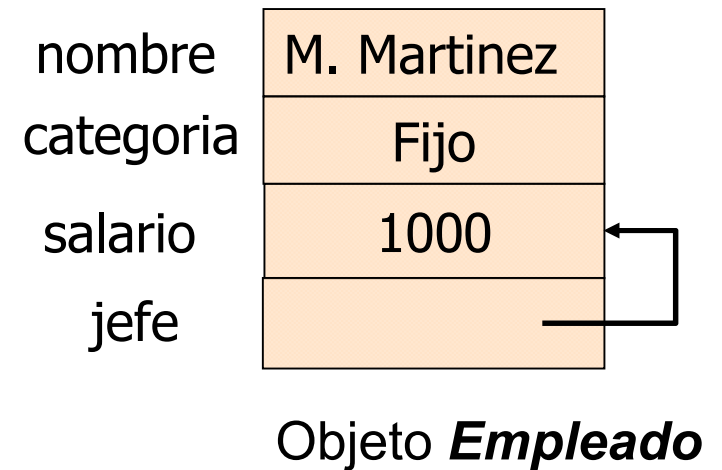 nombre M. Martinez
categoria Fijo
salario 1000
jefe
Objeto Empleado